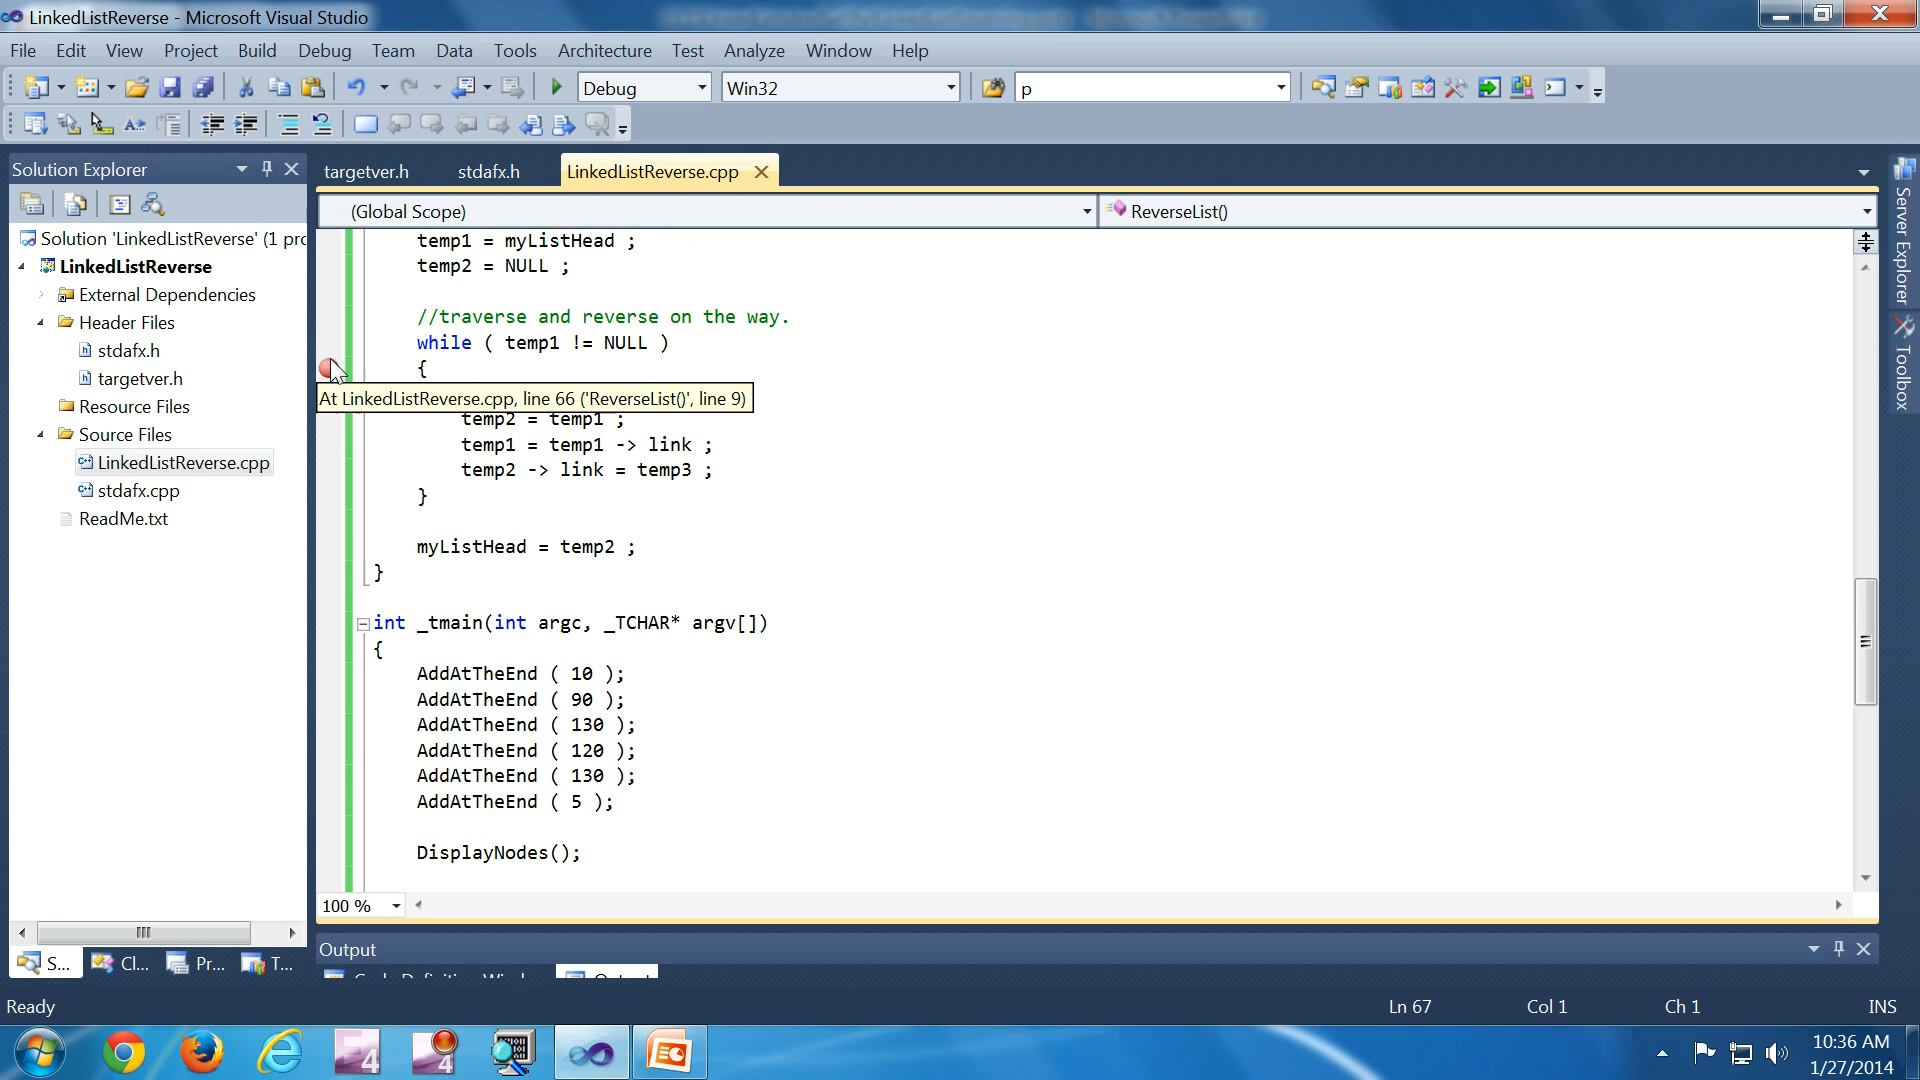 LinkedListReverse - Microsoft Visual Studio
File Edit View Project Build Debug Team Data Tools Architecture Test Analyze Window Help
Debug Win32 p
Solution Explorer
Solution 'LinkedListReverse' (1 pro
LinkedListReverse
External Dependencies
Header Files
stdafx.h
targetver.h
Resource Files
Source Files
LinkedListReverse.cpp
stdafx.cpp
ReadMe.txt
S... Cl... Pr... T...
targetver.h stdafx.h LinkedListReverse.cpp
(Global Scope) ReverseList()
temp1 = myListHead ;
temp2 = NULL ;
//traverse and reverse on the way.
while ( temp1 != NULL )
{
At LinkedListReverse.cpp, line 66 ('ReverseList()', line 9)
temp2 = temp1 ;
temp1 = temp1 -> link ;
temp2 -> link = temp3 ;
}
myListHead = temp2 ;
}
int _tmain(int argc, _TCHAR* argv[])
{
AddAtTheEnd ( 10 );
AddAtTheEnd ( 90 );
AddAtTheEnd ( 130 );
AddAtTheEnd ( 120 );
AddAtTheEnd ( 130 );
AddAtTheEnd ( 5 );
DisplayNodes();
100 %
Output
Server Explorer
Toolbox
Ready Ln 67 Col 1 Ch 1 INS
4 4
10:36 AM
1/27/2014